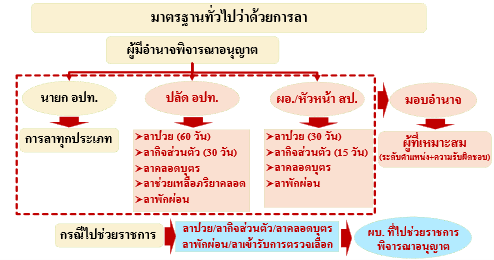 มาตรฐานทั่วไปว่าด้วยการลา
ผู้มีอำนาจพิจารณาอนุญาต
นายก อปท.
ปลัด อปท.
ผอ./หัวหน้า สป.
มอบอำนาจ
การลาทุกประเภท
➢ลาป่วย (60 วัน)
➢ลากิจส่วนตัว (30 วัน)
➢ลาคลอดบุตร
➢ลาช่วยเหลือภริยาคลอด
➢ลาพักผ่อน
➢ลาป่วย (30 วัน)
➢ลากิจส่วนตัว (15 วัน)
➢ลาคลอดบุตร
➢ลาพักผ่อน
ผู้ที่เหมาะสม
(ระดับตำแหน่ง+ความรับผิดชอบ)
กรณีไปช่วยราชการ
ลาป่วย/ลากิจส่วนตัว/ลาคลอดบุตร
ลาพักผ่อน/ลาเข้ารับการตรวจเลือก
ผบ. ที่ไปช่วยราชการ
พิจารณาอนุญาต